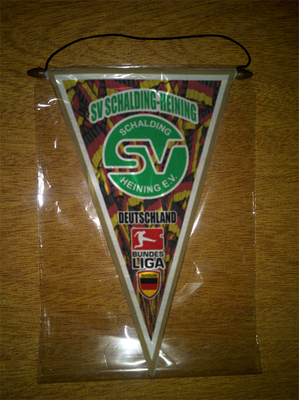 SV SCHALDING-HEINING
SCHALDING
SV
HEINING E.V.
DEUTSCHLAND
BUNDES
LIGA